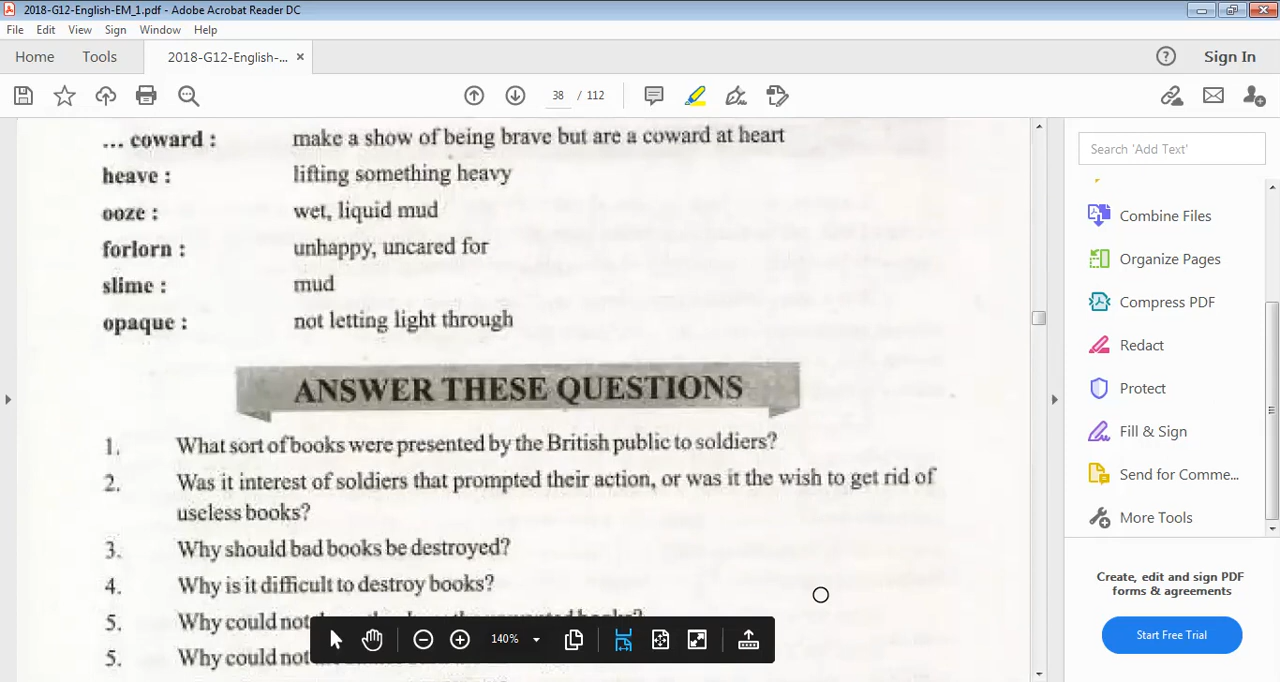 2018-G12-English-EM_1.pdf - Adobe Acrobat Reader DC
File Edit View Sign Window Help
Home Tools 2018-G12-English-... × Sign In
38 / 112
... coward : make a show of being brave but are a coward at heart
heave : lifting something heavy
ooze : wet, liquid mud
forlorn : unhappy, uncared for
slime : mud
opaque : not letting light through
ANSWER THESE QUESTIONS
1. What sort of books were presented by the British public to soldiers?
2. Was it interest of soldiers that prompted their action, or was it the wish to get rid of
useless books?
3. Why should bad books be destroyed?
4. Why is it difficult to destroy books?
5. Why could not
5. Why could not
140%
Search 'Add Text'
Combine Files
Organize Pages
Compress PDF
Redact
Protect
Fill & Sign
Send for Comme...
More Tools
Create, edit and sign PDF
forms & agreements
Start Free Trial